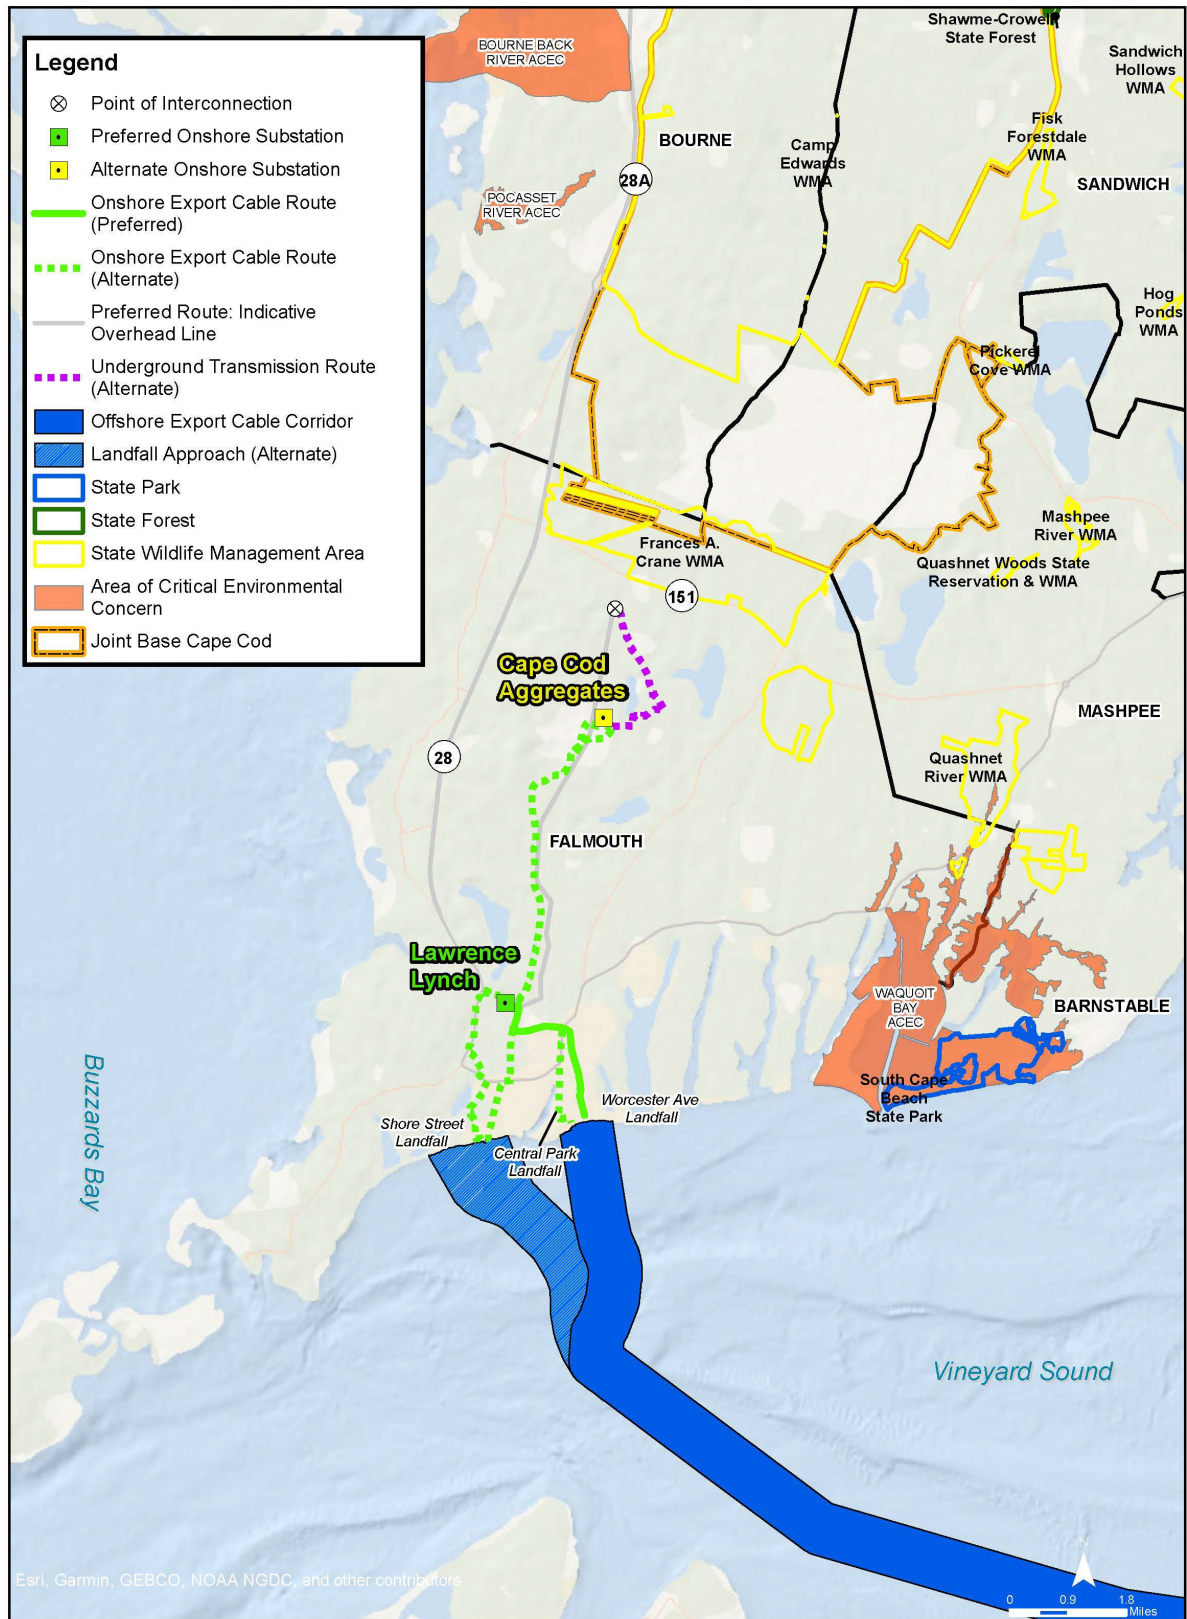 Legend
Point of Interconnection
Preferred Onshore Substation
Alternate Onshore Substation
Onshore Export Cable Route
(Preferred)
Onshore Export Cable Route
(Alternate)
Preferred Route: Indicative
Overhead Line
Underground Transmission Route
(Alternate)
Offshore Export Cable Corridor
Landfall Approach (Alternate)
State Park
State Forest
State Wildlife Management Area
Area of Critical Environmental
Concern
Joint Base Cape Cod
BOURNE BACK
RIVER ACEC
Shawme-Crowell
State Forest
Sandwich
Hollows
WMA
BOURNE
Camp
Edwards
WMA
Fisk
Forestdale
WMA
28A
SANDWICH
POCASSET
RIVER ACEC
Hog
Ponds
WMA
Pickerel
Cove WMA
Mashpee
River WMA
Frances A.
Crane WMA
Quashnet Woods State
Reservation & WMA
151
Cape Cod
Aggregates
MASHPEE
28
Quashnet
River WMA
FALMOUTH
Lawrence
Lynch
WAQUOIT
BAY
ACEC
BARNSTABLE
South Cape
Beach
State Park
Worcester Ave
Landfall
Shore Street
Landfall
Central Park
Landfall
Buzzards Bay
Vineyard Sound
Esri, Garmin, GEBCO, NOAA NGDC, and other contributors
N
0 0.9 1.8
Miles